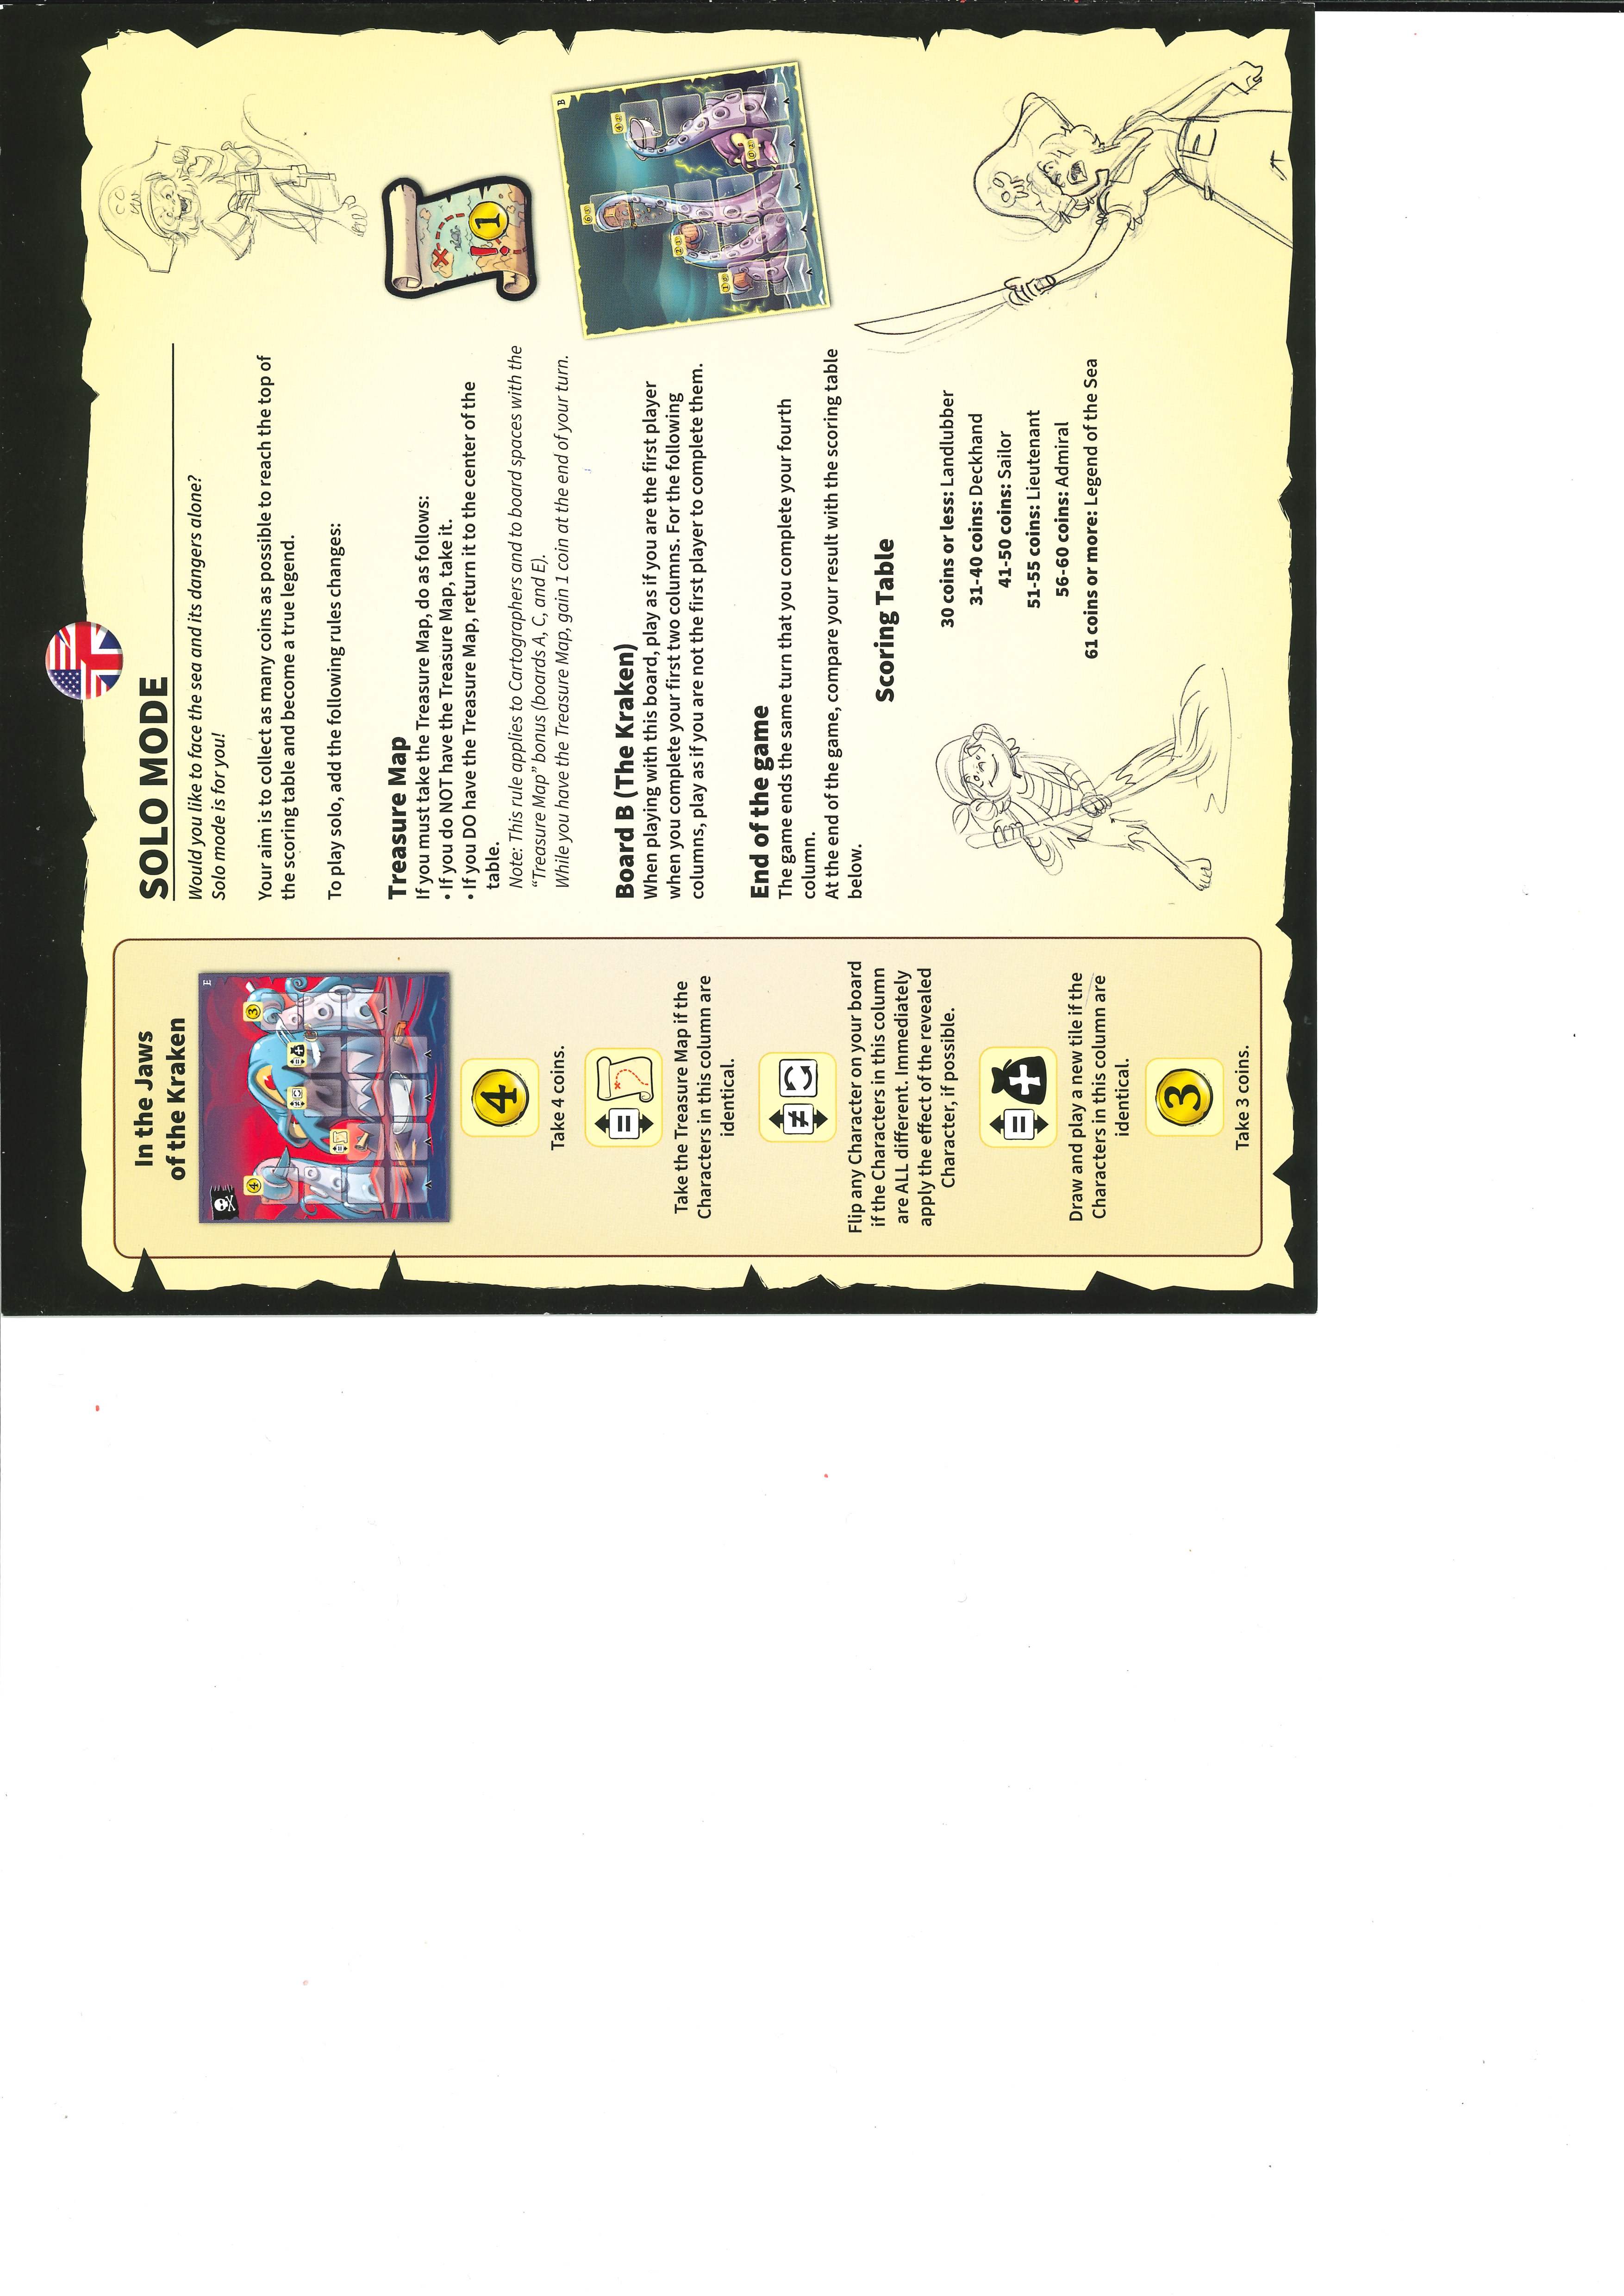 In the Jaws
of the Kraken
E
4
3
4
Take 4 coins.
=
Take the Treasure Map if the
Characters in this column are
identical.
≠
Flip any Character on your board
if the Characters in this column
are ALL different. Immediately
apply the effect of the revealed
Character, if possible.
=
Draw and play a new tile if the
Characters in this column are
identical.
3
Take 3 coins.
SOLO MODE
Would you like to face the sea and its dangers alone?
Solo mode is for you!
Your aim is to collect as many coins as possible to reach the top of
the scoring table and become a true legend.
To play solo, add the following rules changes:
Treasure Map
If you must take the Treasure Map, do as follows:
• If you do NOT have the Treasure Map, take it.
• If you DO have the Treasure Map, return it to the center of the
table.
Note: This rule applies to Cartographers and to board spaces with the
“Treasure Map” bonus (boards A, C, and E).
While you have the Treasure Map, gain 1 coin at the end of your turn.
1
Board B (The Kraken)
When playing with this board, play as if you are the first player
when you complete your first two columns. For the following
columns, play as if you are not the first player to complete them.
B
End of the game
The game ends the same turn that you complete your fourth
column.
At the end of the game, compare your result with the scoring table
below.
Scoring Table
30 coins or less: Landlubber
31-40 coins: Deckhand
41-50 coins: Sailor
51-55 coins: Lieutenant
56-60 coins: Admiral
61 coins or more: Legend of the Sea